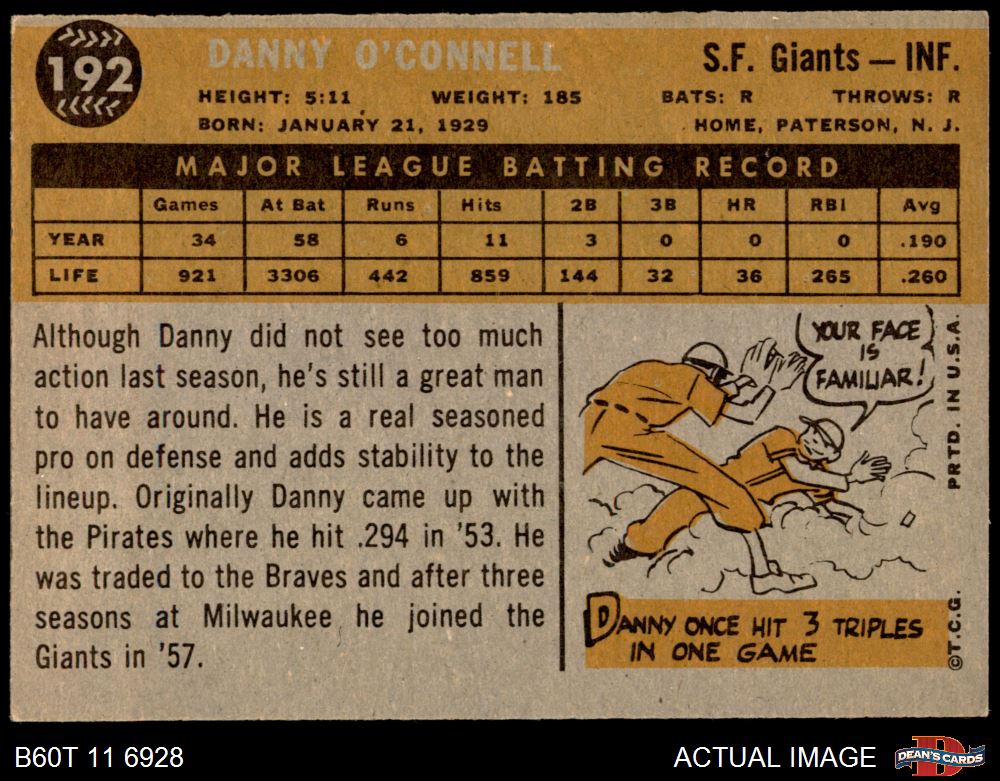 192
DANNY O'CONNELL
S.F. Giants — INF.
HEIGHT: 5:11 WEIGHT: 185 BATS: R THROWS: R
BORN: JANUARY 21, 1929 HOME, PATERSON, N. J.
MAJOR LEAGUE BATTING RECORD
Games At Bat Runs Hits 2B 3B HR RBI Avg
YEAR 34 58 6 11 3 0 0 0 .190
LIFE 921 3306 442 859 144 32 36 265 .260
Although Danny did not see too much
action last season, he's still a great man
to have around. He is a real seasoned
pro on defense and adds stability to the
lineup. Originally Danny came up with
the Pirates where he hit .294 in '53. He
was traded to the Braves and after three
seasons at Milwaukee he joined the
Giants in '57.
YOUR FACE
IS
FAMILIAR!
DANNY ONCE HIT 3 TRIPLES
IN ONE GAME
©T.C.G. PRTD. IN U.S.A.
B60T 11 6928
ACTUAL IMAGE
DEAN'S CARDS